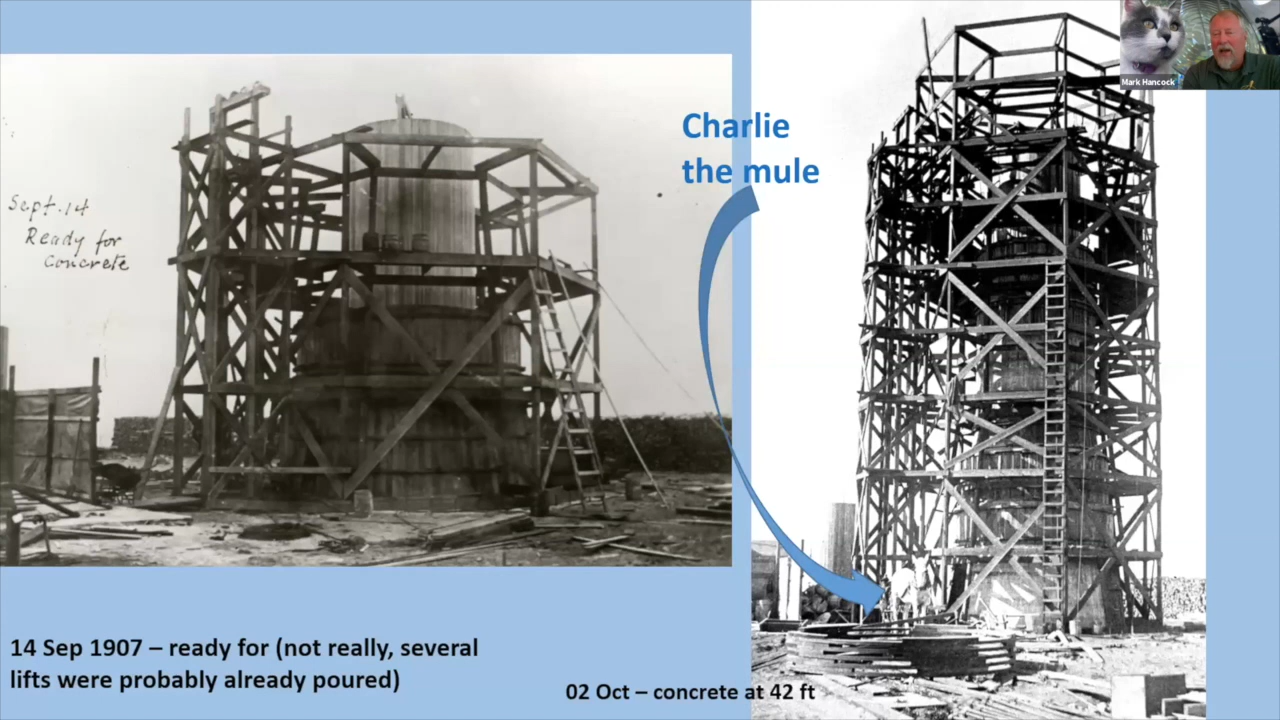 Sept. 14
Ready for
Concrete
Charlie
the mule
Mark Hancock
14 Sep 1907 – ready for (not really, several
lifts were probably already poured)
02 Oct – concrete at 42 ft